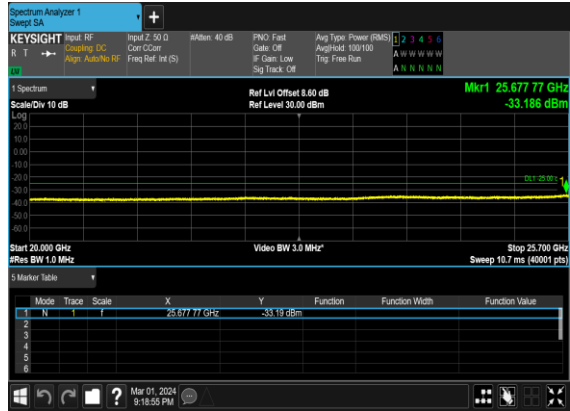 Spectrum Analyzer 1
Swept SA
KEYSIGHT
R T
Input: RF
Coupling: DC
Align: Auto/No RF
Input Z: 50 Ω
Corr CCorr
Freq Ref: Int (S)
#Atten: 40 dB
PNO: Fast
Gate: Off
IF Gain: Low
Sig Track: Off
Avg Type: Power (RMS)
Avg|Hold: 100/100
Trig: Free Run
1 2 3 4 5 6
A W W W W W
A N N N N N
1 Spectrum
Scale/Div 10 dB
Ref Lvl Offset 8.60 dB
Ref Level 30.00 dBm
Mkr1 25.677 77 GHz
-33.186 dBm
Log
20.0
10.0
0.00
-10.0
-20.0
-30.0
-40.0
-50.0
-60.0
1
Start 20.000 GHz
#Res BW 1.0 MHz
Video BW 3.0 MHz*
Stop 25.700 GHz
Sweep 10.7 ms (40001 pts)
5 Marker Table
Mode Trace Scale X Y Function Function Width Function Value
1 N 1 f 25.677 77 GHz -33.19 dBm
2
3
4
5
6
?
Mar 01, 2024
9:18:55 PM